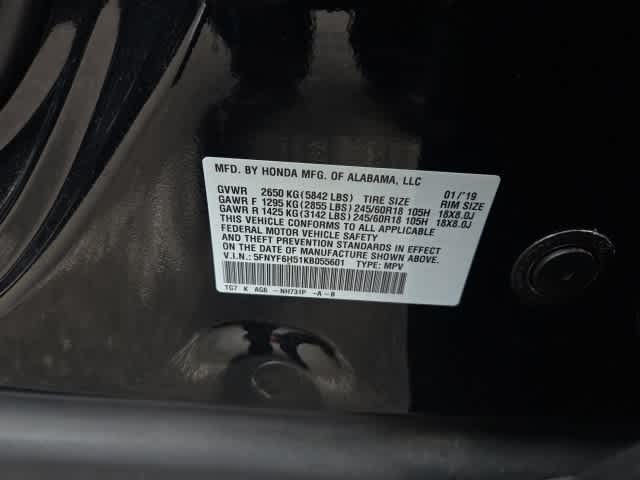 MFD. BY HONDA MFG. OF ALABAMA, LLC 01/'19
GVWR 2650 KG (5842 LBS) TIRE SIZE RIM SIZE
GAWR F 1295 KG (2855 LBS) 245/60R18 105H 18X8.0J
GAWR R 1425 KG (3142 LBS) 245/60R18 105H 18X8.0J
THIS VEHICLE CONFORMS TO ALL APPLICABLE
FEDERAL MOTOR VEHICLE SAFETY AND
THEFT PREVENTION STANDARDS IN EFFECT
ON THE DATE OF MANUFACTURE SHOWN ABOVE.
V.I.N.: 5FNYF6H51KB055601 TYPE: MPV
TG7 K AG6 -NH731P -A-B